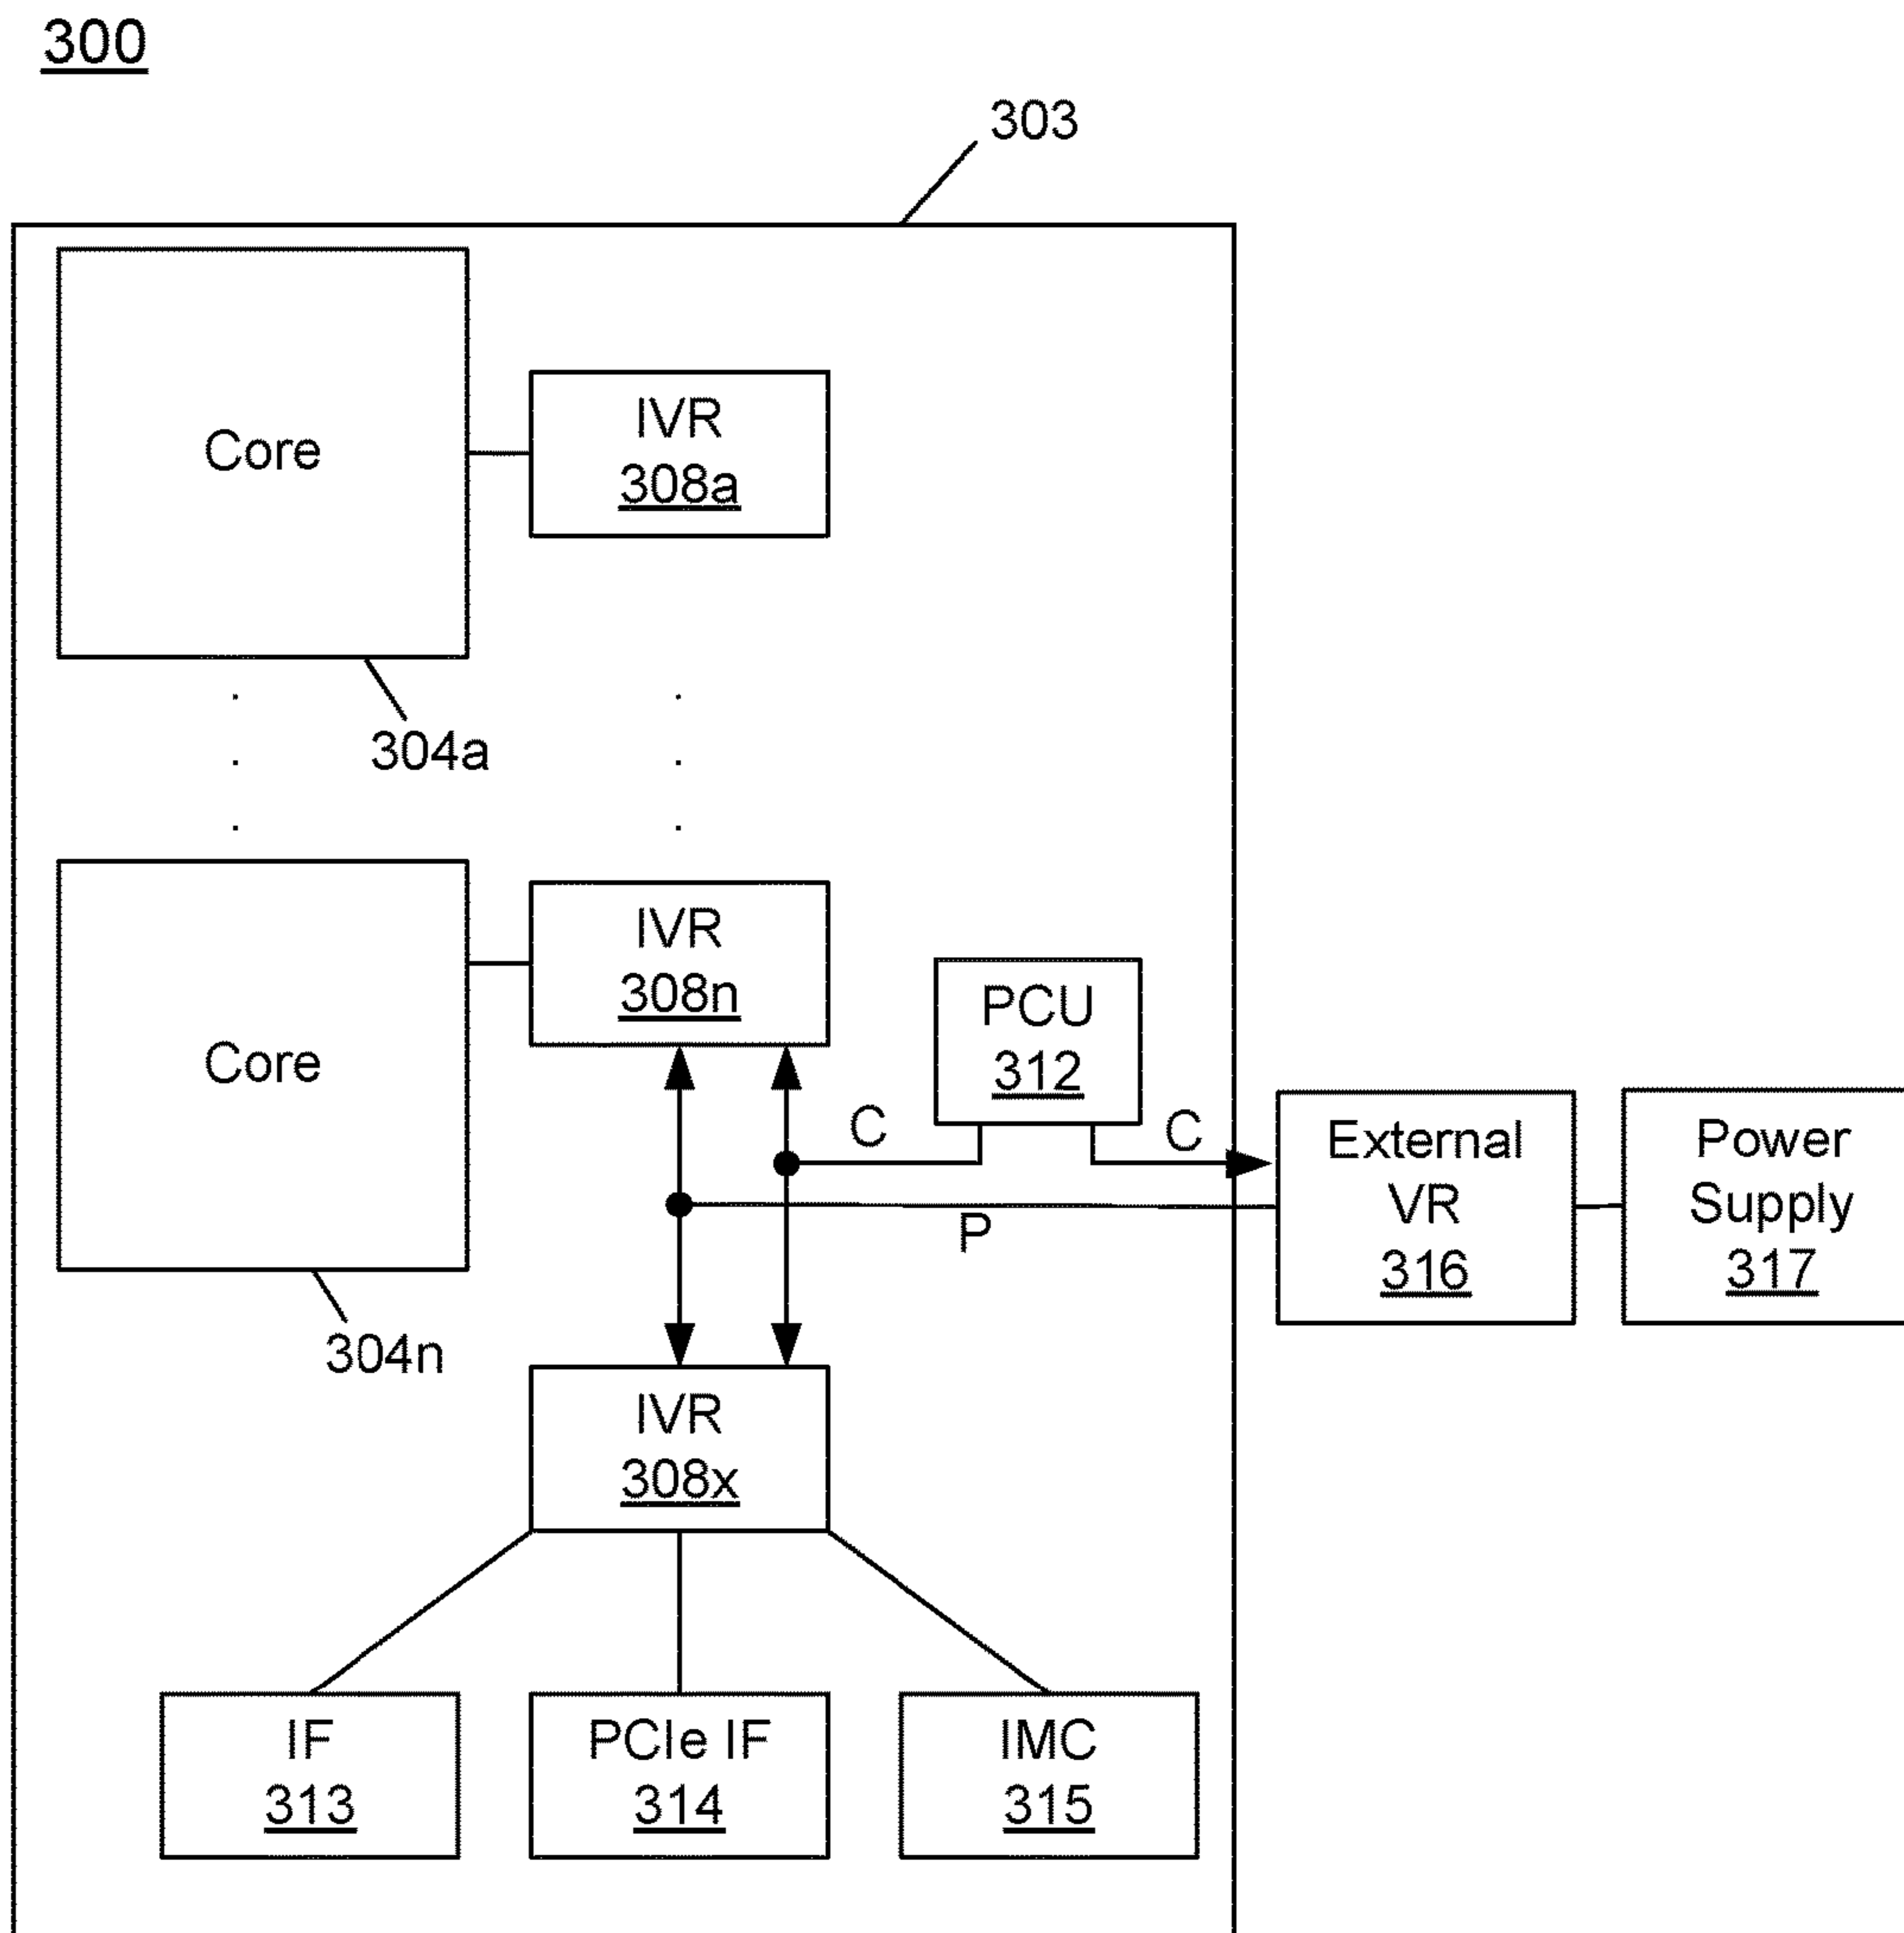 300
303
Core
IVR
308a
304a
Core
IVR
308n
PCU
312
C
C
External
VR
316
Power
Supply
317
P
304n
IVR
308x
IF
313
PCIe IF
314
IMC
315